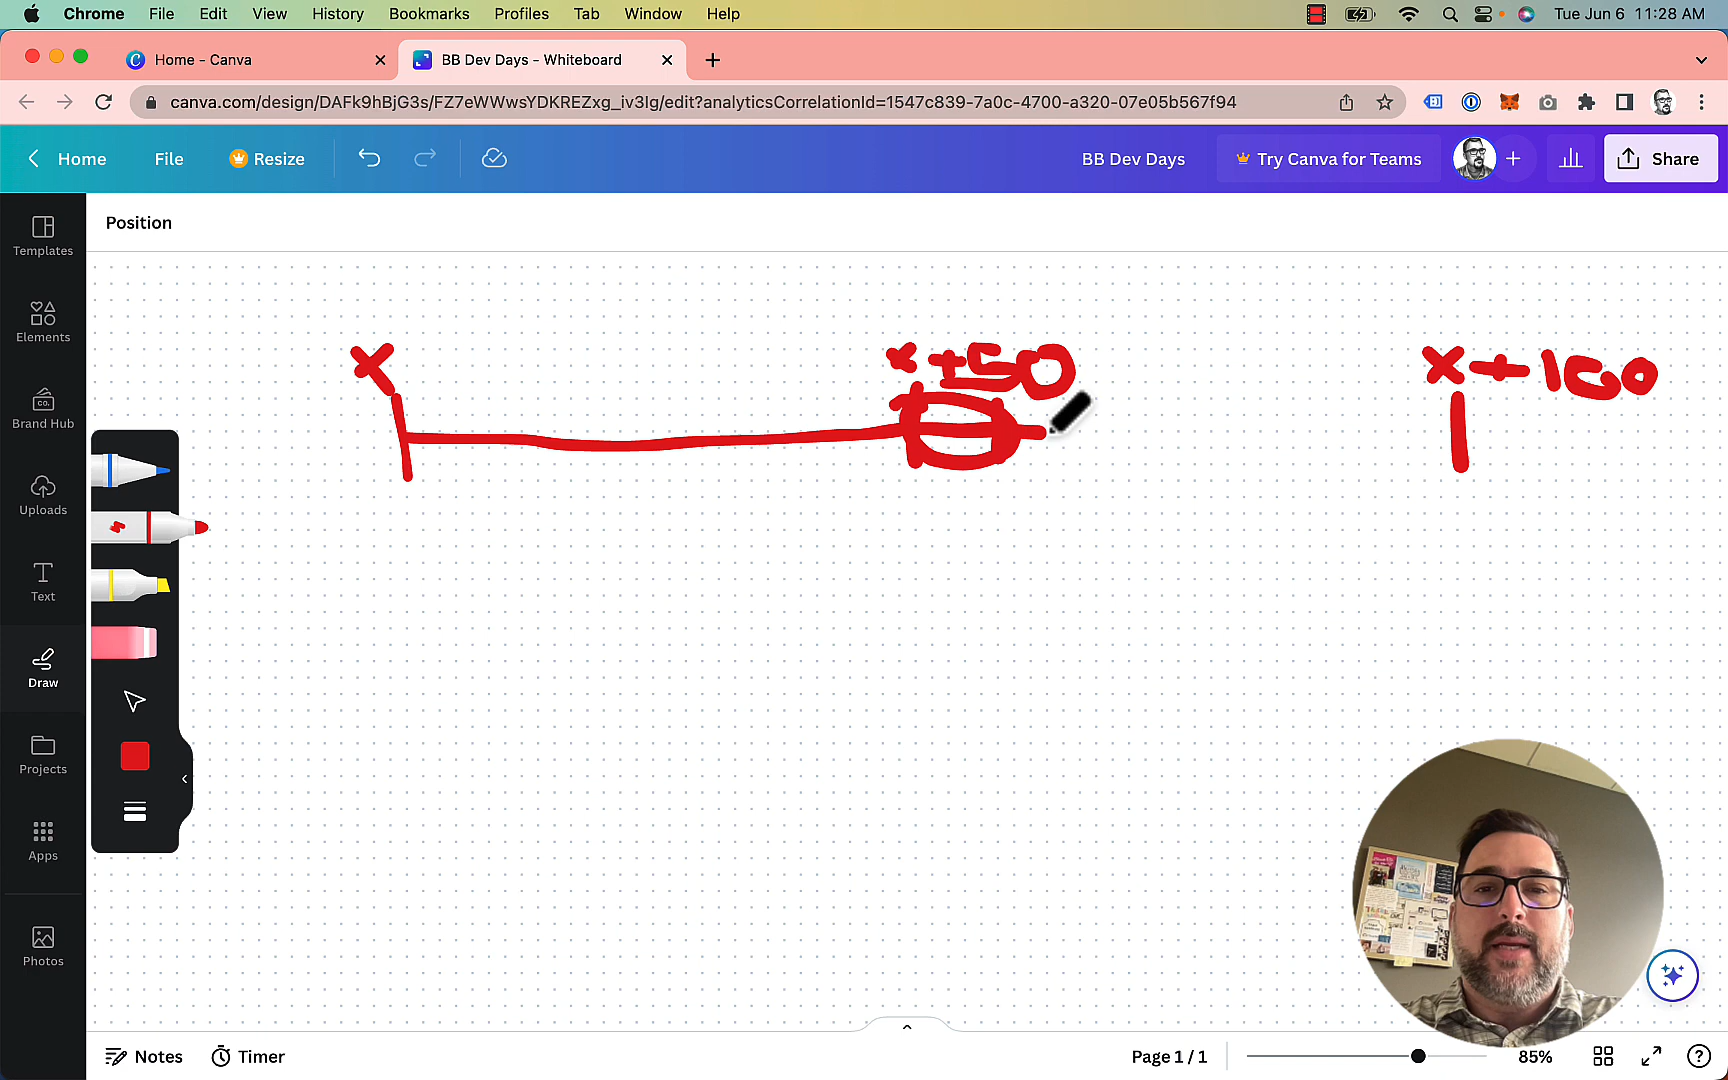 Chrome File Edit View History Bookmarks Profiles Tab Window Help Tue Jun 6 11:28 AM
Home - Canva BB Dev Days - Whiteboard
canva.com/design/DAFk9hBjG3s/FZ7eWWwsYDKREZxg_iv3Ig/edit?analyticsCorrelationId=1547c839-7a0c-4700-a320-07e05b567f94
Home File Resize BB Dev Days Try Canva for Teams Share
Position
Templates
Elements
Brand Hub
Uploads
Text
Draw
Projects
Apps
Photos
x x+50 x+100
Notes Timer Page 1 / 1 85%